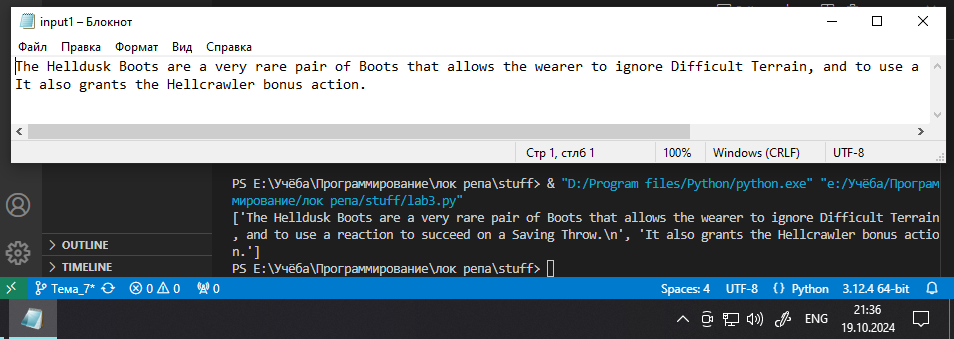 input1 – Блокнот
Файл Правка Формат Вид Справка
The Helldusk Boots are a very rare pair of Boots that allows the wearer to ignore Difficult Terrain, and to use a
It also grants the Hellcrawler bonus action.
Стр 1, стлб 1 100% Windows (CRLF) UTF-8
PS E:\Учёба\Программирование\лок репа\stuff> & "D:/Program files/Python/python.exe" "e:/Учёба/Програм
мирование/лок репа/stuff/lab3.py"
['The Helldusk Boots are a very rare pair of Boots that allows the wearer to ignore Difficult Terrain
, and to use a reaction to succeed on a Saving Throw.\n', 'It also grants the Hellcrawler bonus actio
n.']
PS E:\Учёба\Программирование\лок репа\stuff>
OUTLINE
TIMELINE
Тема_7* 0 0 0 Spaces: 4 UTF-8 {} Python 3.12.4 64-bit
ENG
21:36
19.10.2024